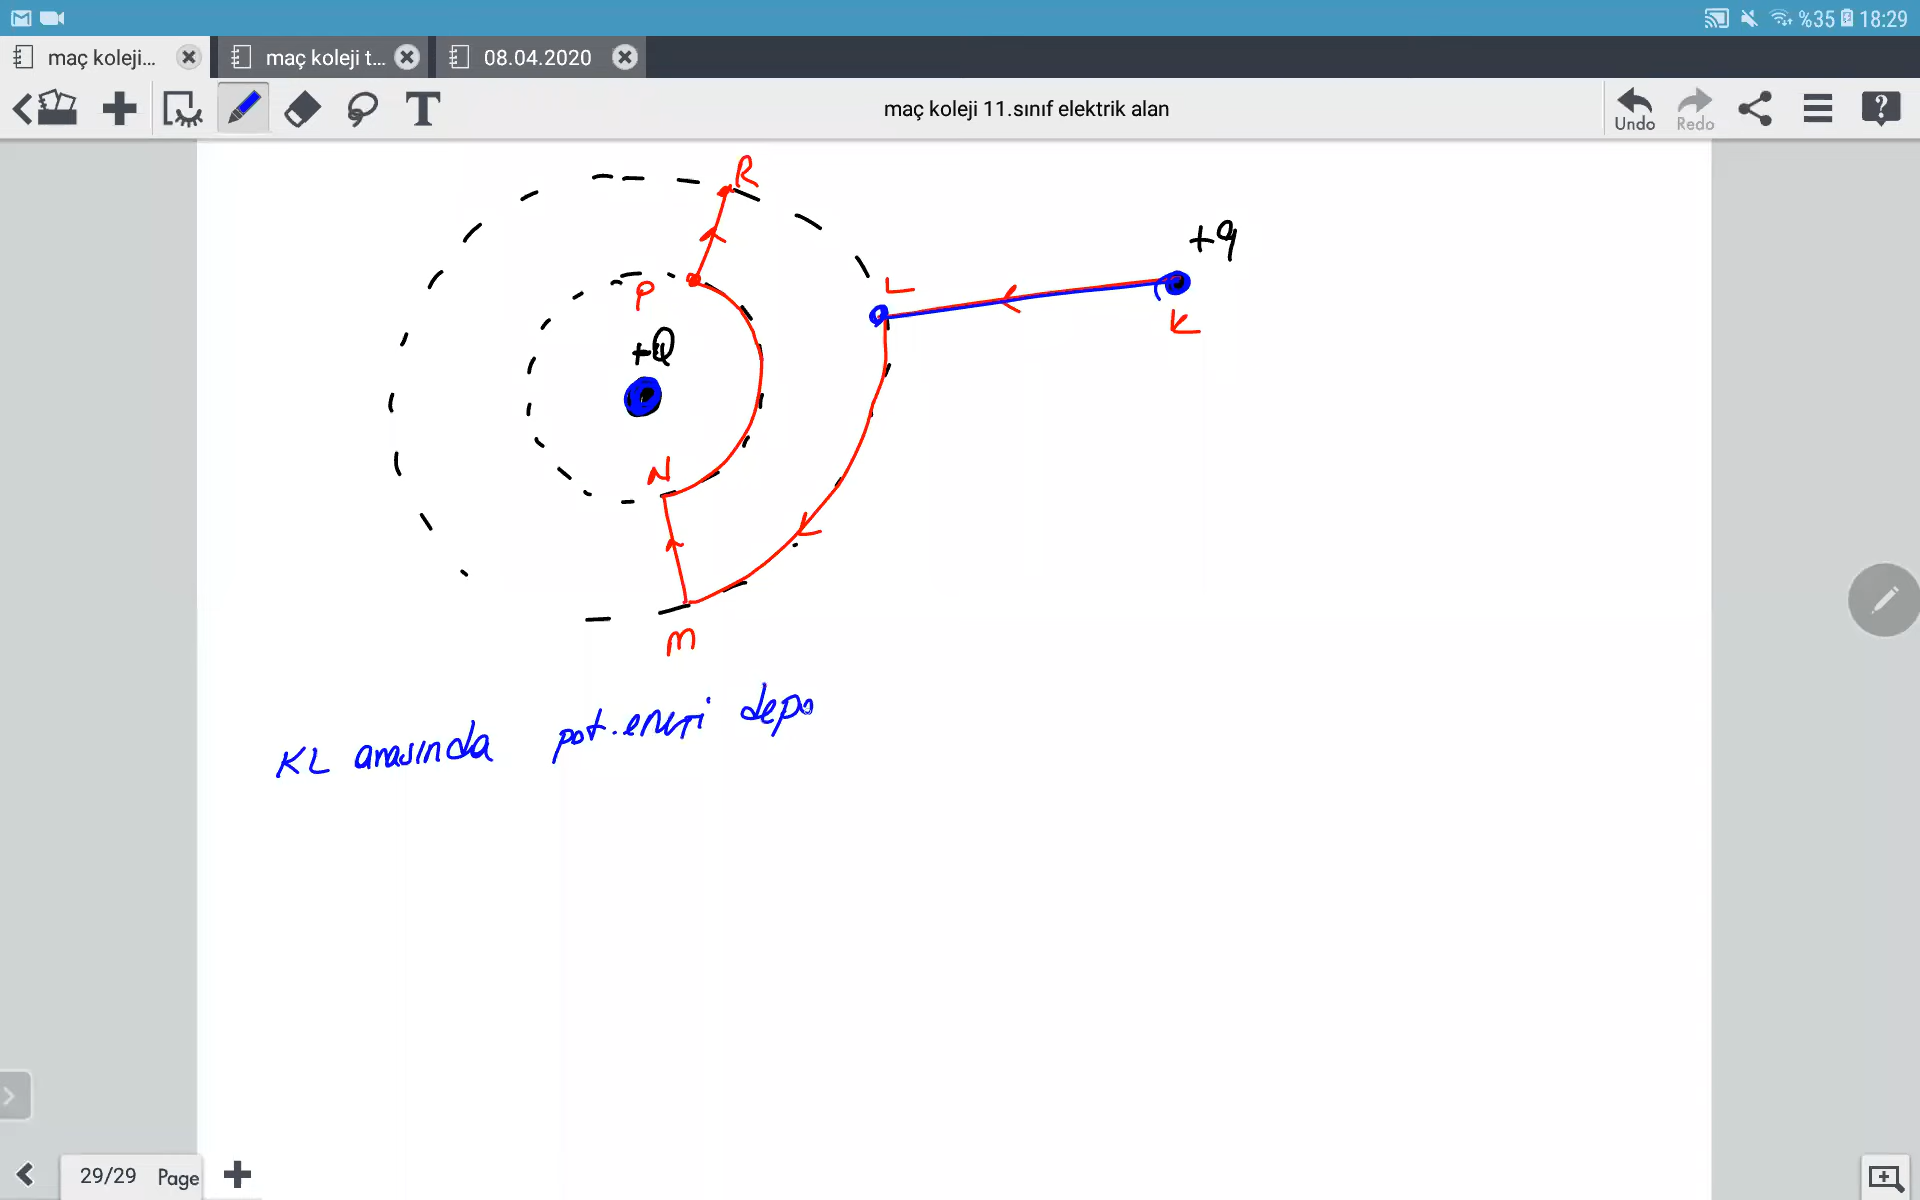 %35 18:29
maç koleji... maç koleji t... 08.04.2020
T maç koleji 11.sınıf elektrik alan Undo Redo
R
+q
L
P
K
+Q
N
M
KL arasında pot. enerji depo
29/29 Page